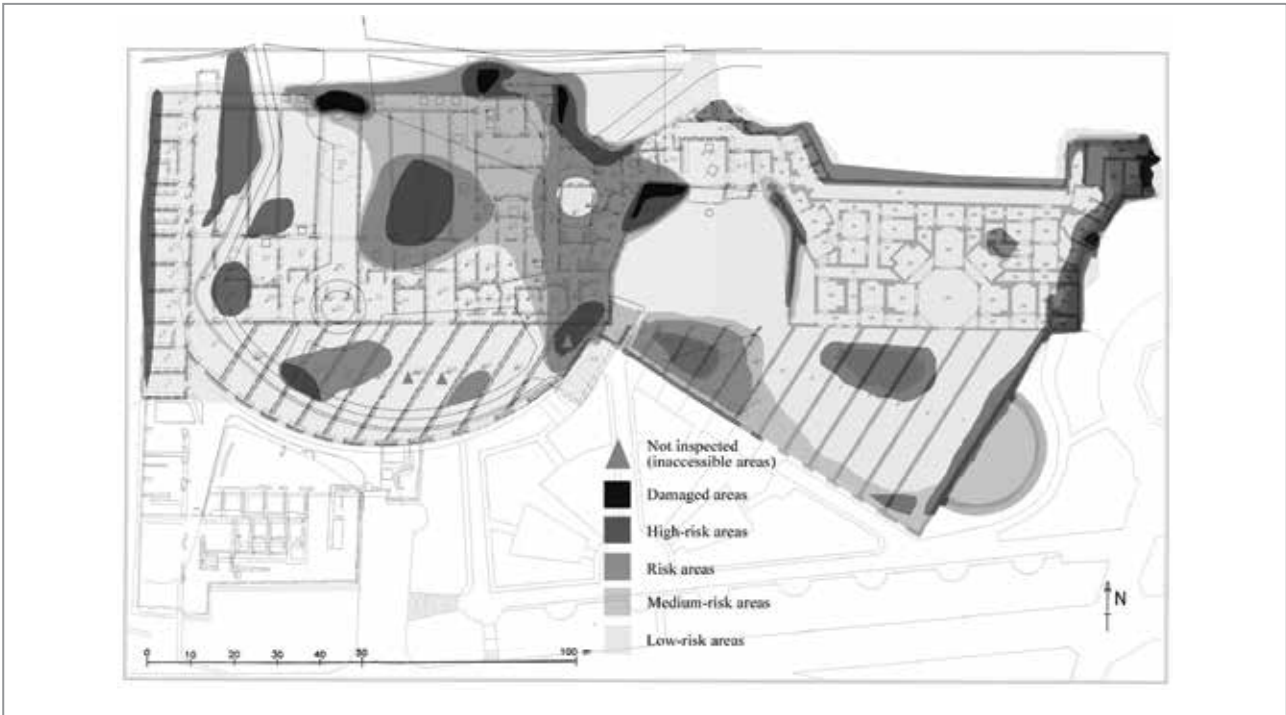 Not inspected
(inaccessible areas)
Damaged areas
High-risk areas
Risk areas
Medium-risk areas
Low-risk areas
N
0 10 20 30 40 50 100 m